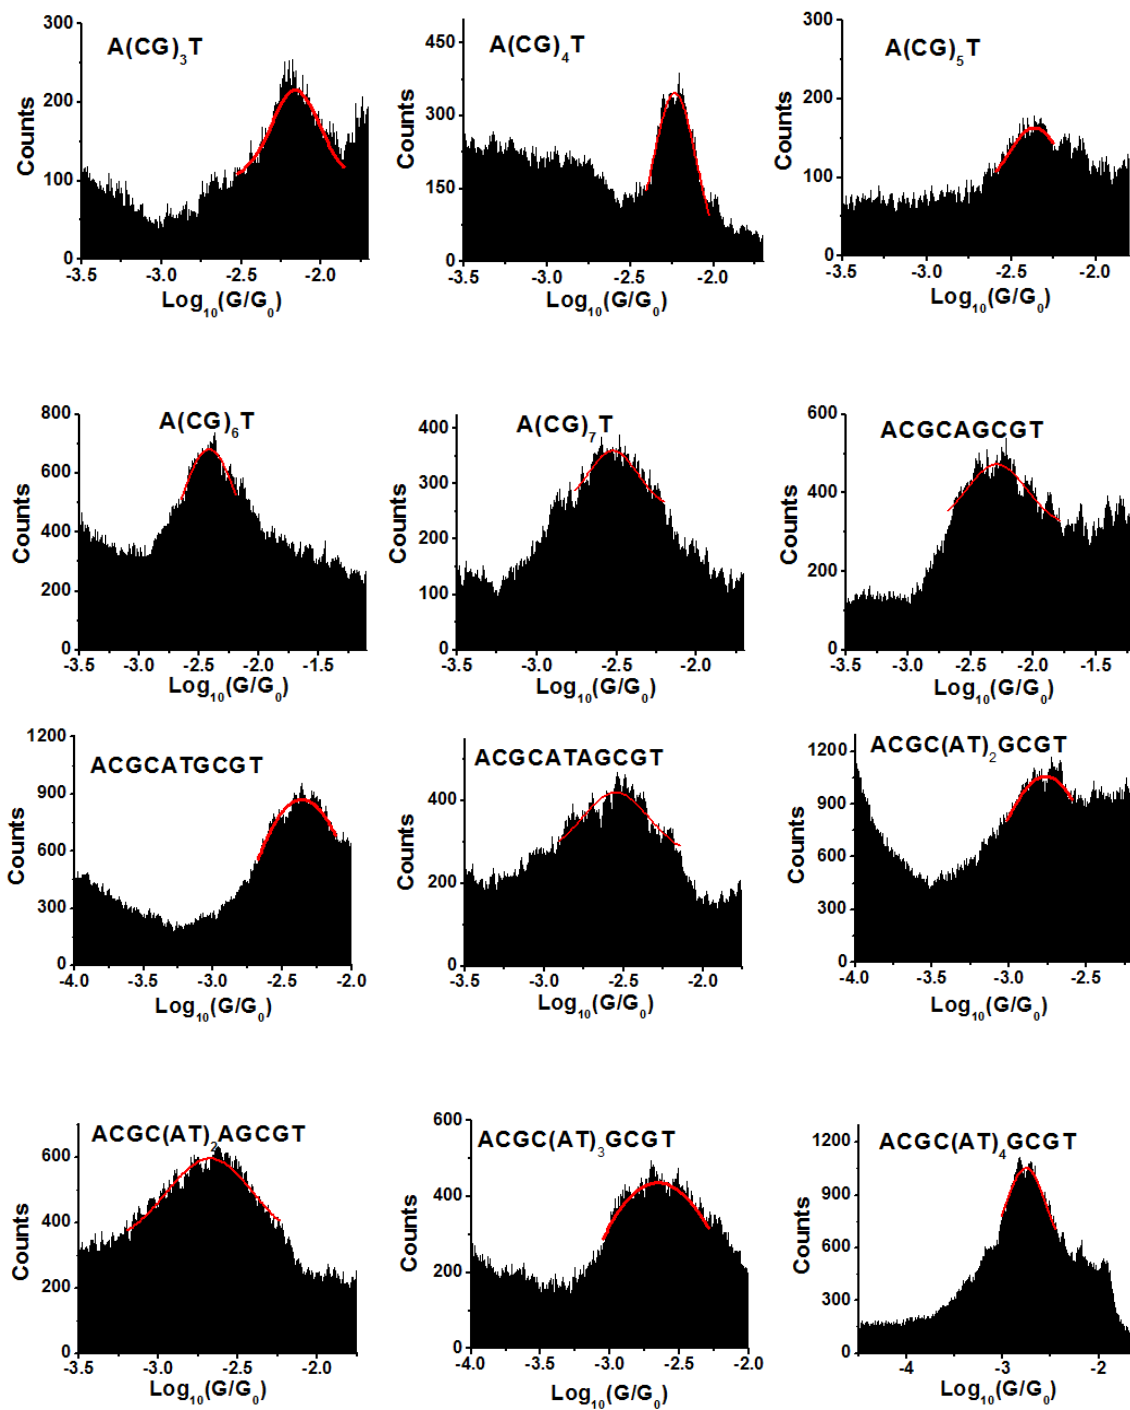 A(CG)3T
Counts
300
200
100
0
-3.5 -3.0 -2.5 -2.0
Log10(G/G0)
A(CG)4T
Counts
450
300
150
0
-3.5 -3.0 -2.5 -2.0
Log10(G/G0)
A(CG)5T
Counts
300
200
100
0
-3.5 -3.0 -2.5 -2.0
Log10(G/G0)
A(CG)6T
Counts
800
600
400
200
0
-3.5 -3.0 -2.5 -2.0 -1.5
Log10(G/G0)
A(CG)7T
Counts
400
300
200
100
0
-3.5 -3.0 -2.5 -2.0
Log10(G/G0)
ACGCAGCGT
Counts
600
400
200
0
-3.5 -3.0 -2.5 -2.0 -1.5
Log10(G/G0)
ACGCATGCGT
Counts
1200
900
600
300
0
-4.0 -3.5 -3.0 -2.5 -2.0
Log10(G/G0)
ACGCATAGCGT
Counts
400
200
0
-3.5 -3.0 -2.5 -2.0
Log10(G/G0)
ACGC(AT)2GCGT
Counts
1200
900
600
300
0
-4.0 -3.5 -3.0 -2.5
Log10(G/G0)
ACGC(AT)2AGCGT
Counts
600
400
200
0
-3.5 -3.0 -2.5 -2.0
Log10(G/G0)
ACGC(AT)3GCGT
Counts
600
400
200
0
-4.0 -3.5 -3.0 -2.5 -2.0
Log10(G/G0)
ACGC(AT)4GCGT
Counts
1200
900
600
300
0
-4 -3 -2
Log10(G/G0)